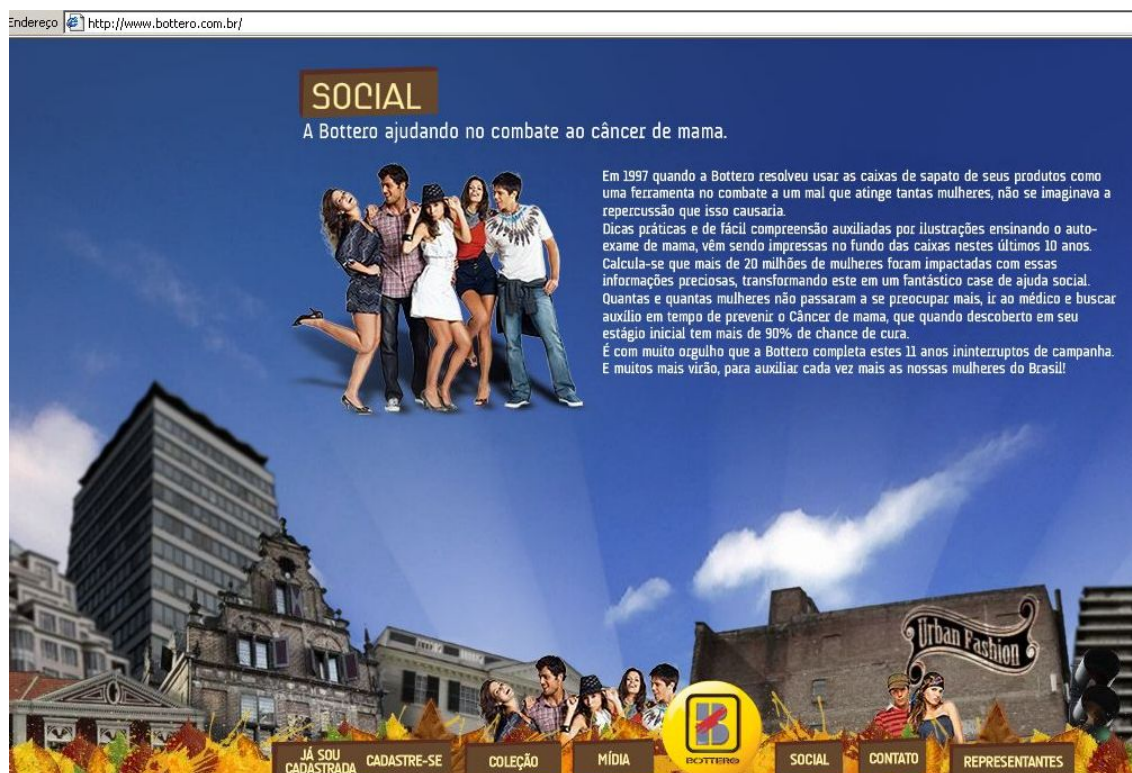 Endereço http://www.bottero.com.br/
SOCIAL
A Bottero ajudando no combate ao câncer de mama.
Em 1997 quando a Bottero resolveu usar as caixas de sapato de seus produtos como
uma ferramenta no combate a um mal que atinge tantas mulheres, não se imaginava a
repercussão que isso causaria.
Dicas práticas e de fácil compreensão auxiliadas por ilustrações ensinando o auto-
exame de mama, vêm sendo impressas no fundo das caixas nestes últimos 10 anos.
Calcula-se que mais de 20 milhões de mulheres foram impactadas com essas
informações preciosas, transformando este em um fantástico case de ajuda social.
Quantas e quantas mulheres não passaram a se preocupar mais, ir ao médico e buscar
auxílio em tempo de prevenir o Câncer de mama, que quando descoberto em seu
estágio inicial tem mais de 90% de chance de cura.
É com muito orgulho que a Bottero completa estes 11 anos ininterruptos de campanha.
E muitos mais virão, para auxiliar cada vez mais as nossas mulheres do Brasil!
Urban Fashion
JÁ SOU
CADASTRADA
CADASTRE-SE
COLEÇÃO
MÍDIA
BOTTERO
SOCIAL
CONTATO
REPRESENTANTES